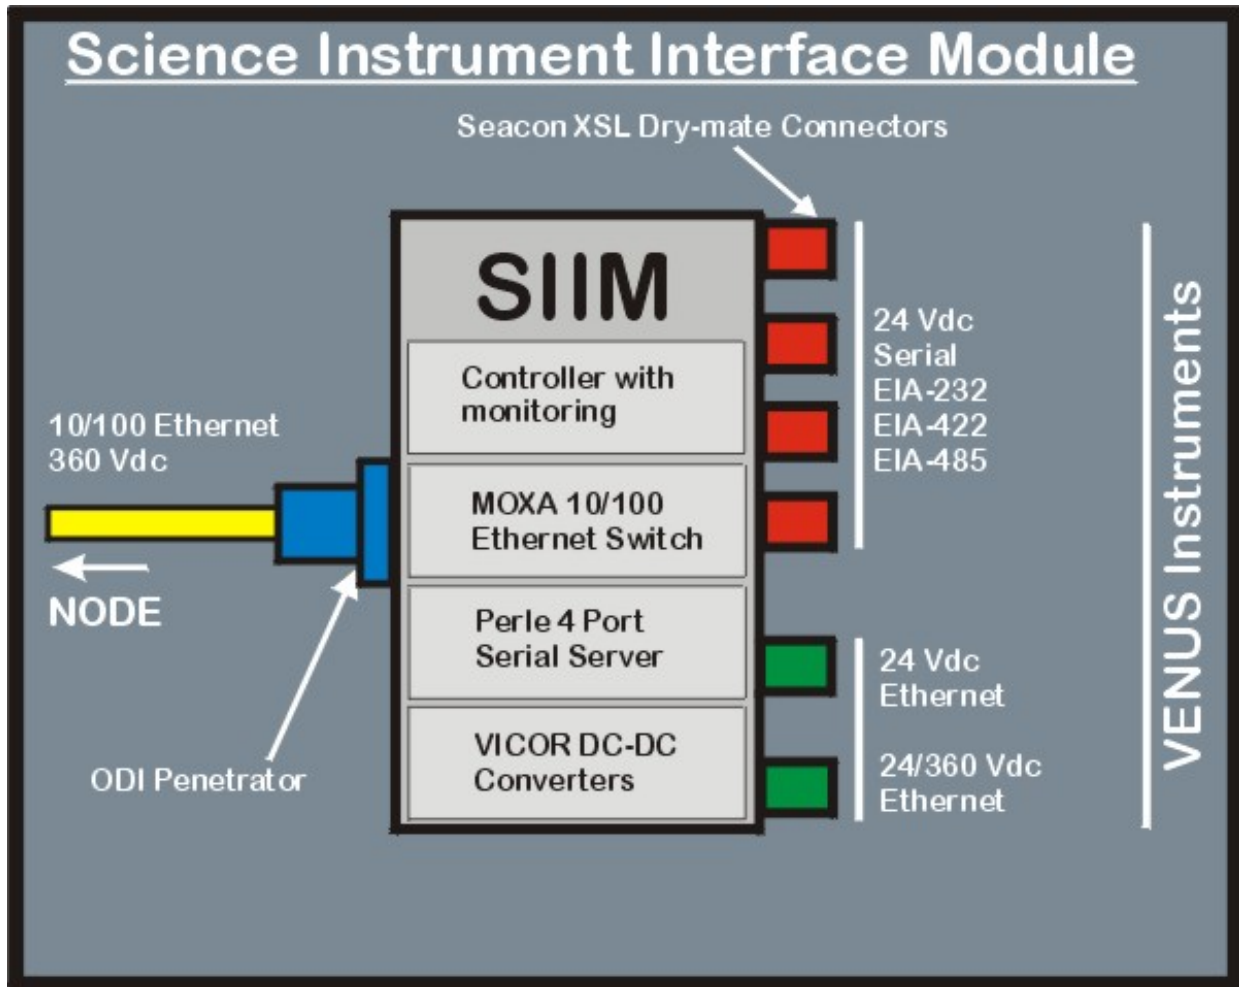 Science Instrument Interface Module
Seacon XSL Dry-mate Connectors
SIIM
Controller with
monitoring
MOXA 10/100
Ethernet Switch
Perle 4 Port
Serial Server
VICOR DC-DC
Converters
10/100 Ethernet
360 Vdc
NODE
ODI Penetrator
24 Vdc
Serial
EIA-232
EIA-422
EIA-485
24 Vdc
Ethernet
24/360 Vdc
Ethernet
VENUS Instruments